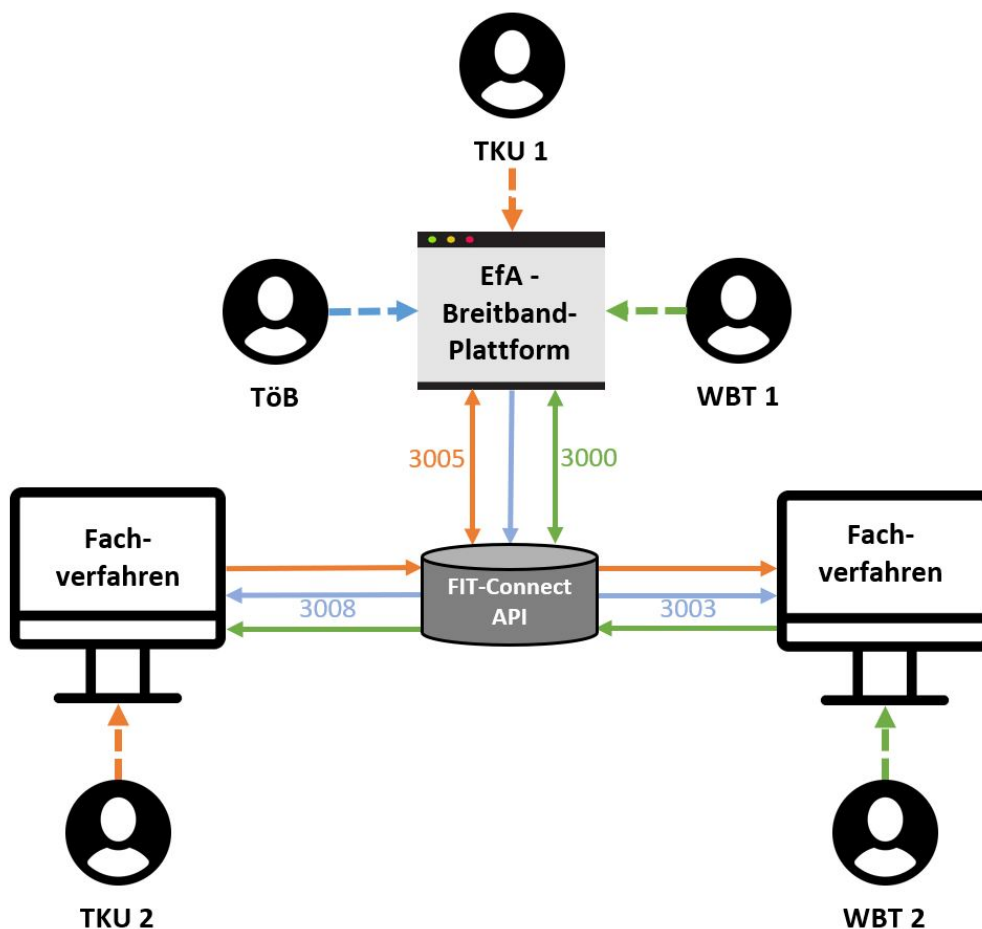 TKU 1
EfA -
Breitband-
Plattform
TöB
WBT 1
3005
3000
Fach-
verfahren
FIT-Connect
API
3008
3003
Fach-
verfahren
TKU 2
WBT 2